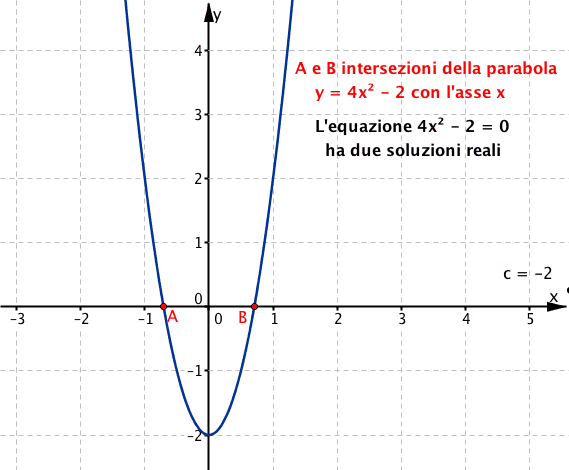 y
4
A e B intersezioni della parabola
y = 4x² – 2 con l'asse x
3
L'equazione 4x² – 2 = 0
ha due soluzioni reali
2
1
c = –2
0
x
A
B
–3 –2 –1 0 1 2 3 4 5
–1
–2